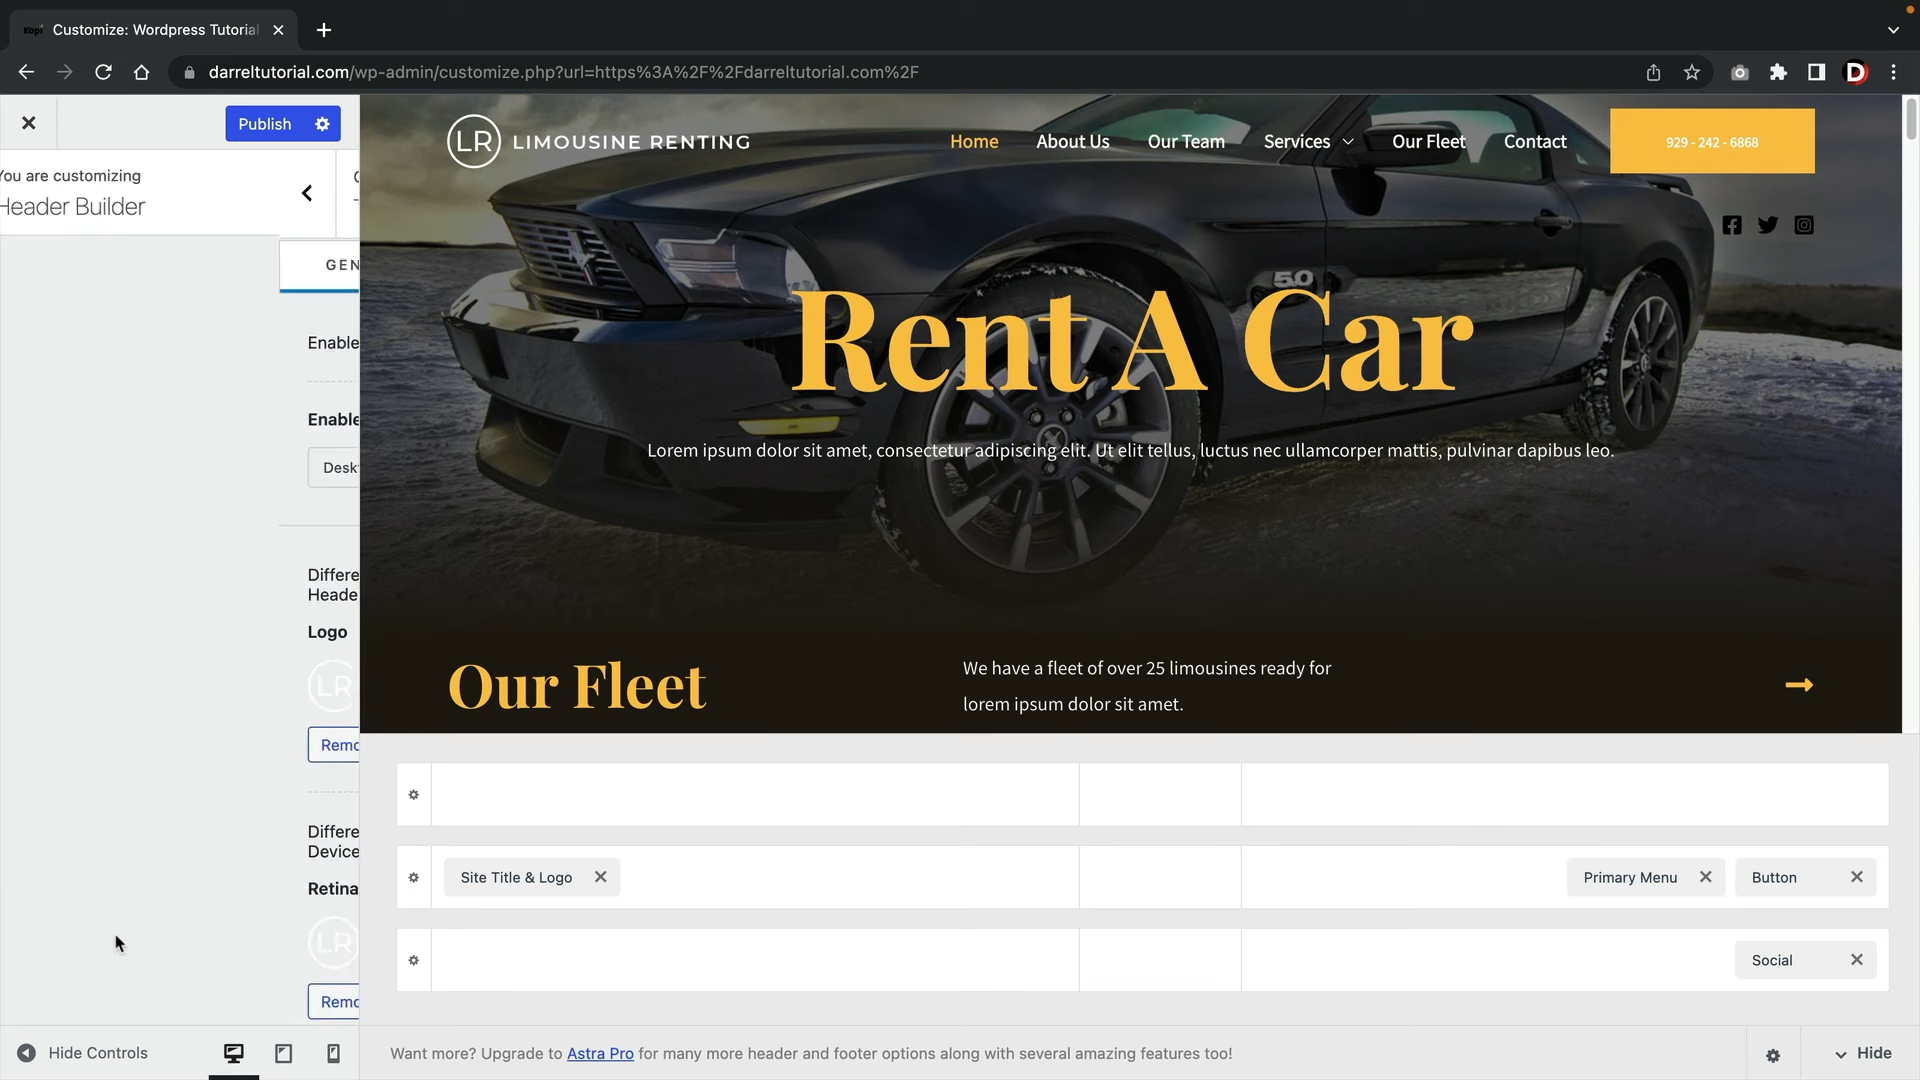 Customize: Wordpress Tutorial
darreltutorial.com/wp-admin/customize.php?url=https%3A%2F%2Fdarreltutorial.com%2F
Publish
You are customizing
Header Builder
GEN
Enable
Enable
Desk
Differe
Heade
Logo
LR
Remo
Differe
Device
Retina
LR
Remo
Hide Controls
LR LIMOUSINE RENTING
Home About Us Our Team Services Our Fleet Contact
929 - 242 - 6868
5.0
Rent A Car
Lorem ipsum dolor sit amet, consectetur adipiscing elit. Ut elit tellus, luctus nec ullamcorper mattis, pulvinar dapibus leo.
Our Fleet
We have a fleet of over 25 limousines ready for
lorem ipsum dolor sit amet.
Site Title & Logo
Primary Menu
Button
Social
Want more? Upgrade to Astra Pro for many more header and footer options along with several amazing features too!
Hide